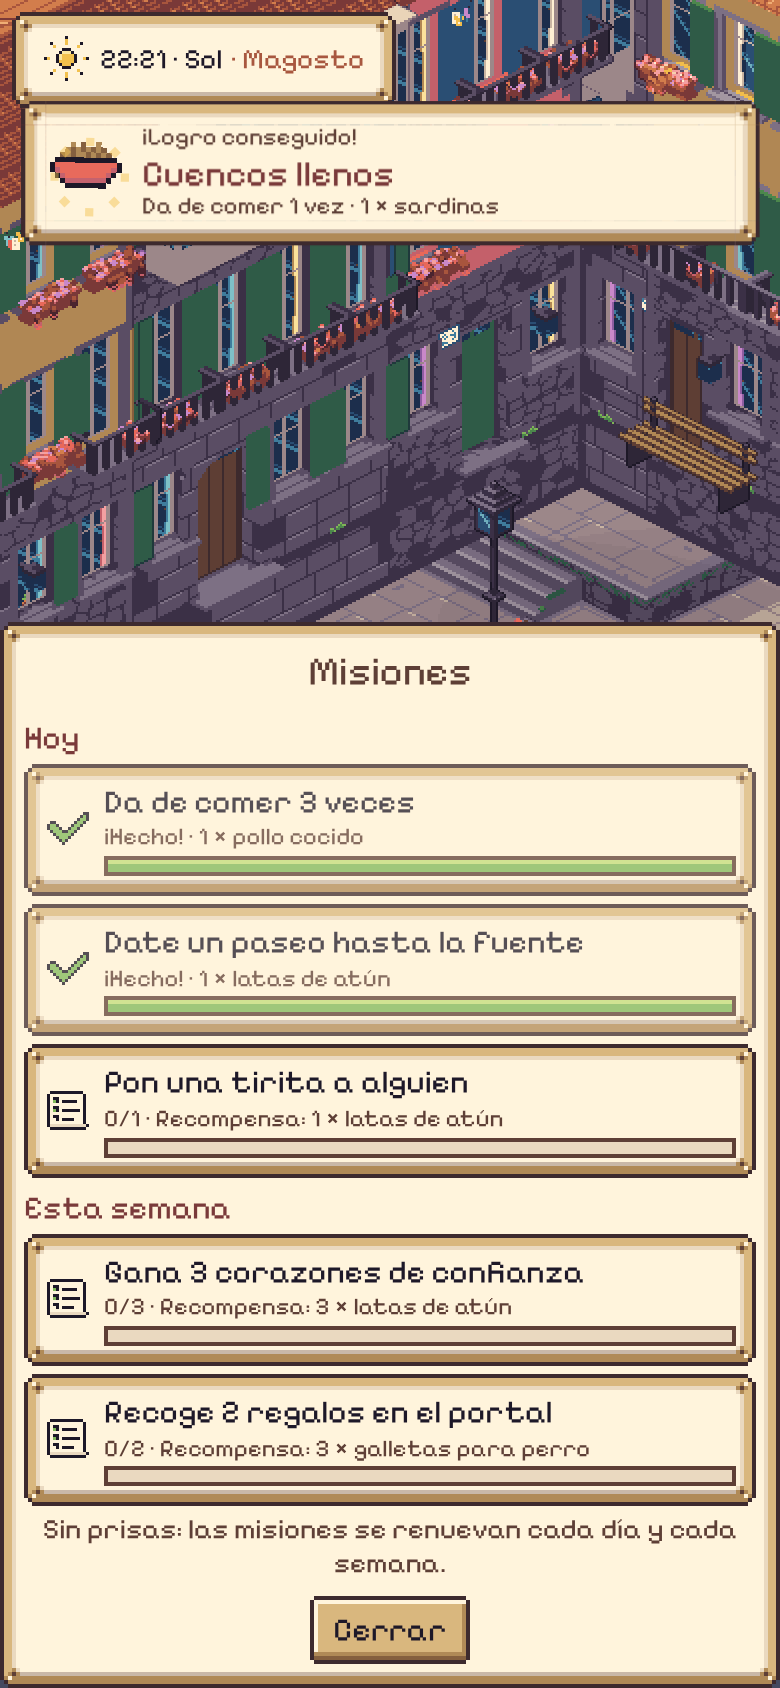 22:21 · Sol · Magosto
¡Logro conseguido!
Cuencos llenos
Da de comer 1 vez · 1 × sardinas
Misiones
Hoy
Da de comer 3 veces
¡Hecho! · 1 × pollo cocido
Date un paseo hasta la fuente
¡Hecho! · 1 × latas de atún
Pon una tirita a alguien
0/1 · Recompensa: 1 × latas de atún
Esta semana
Gana 3 corazones de confianza
0/3 · Recompensa: 3 × latas de atún
Recoge 2 regalos en el portal
0/2 · Recompensa: 3 × galletas para perro
Sin prisas: las misiones se renuevan cada día y cada
semana.
Cerrar